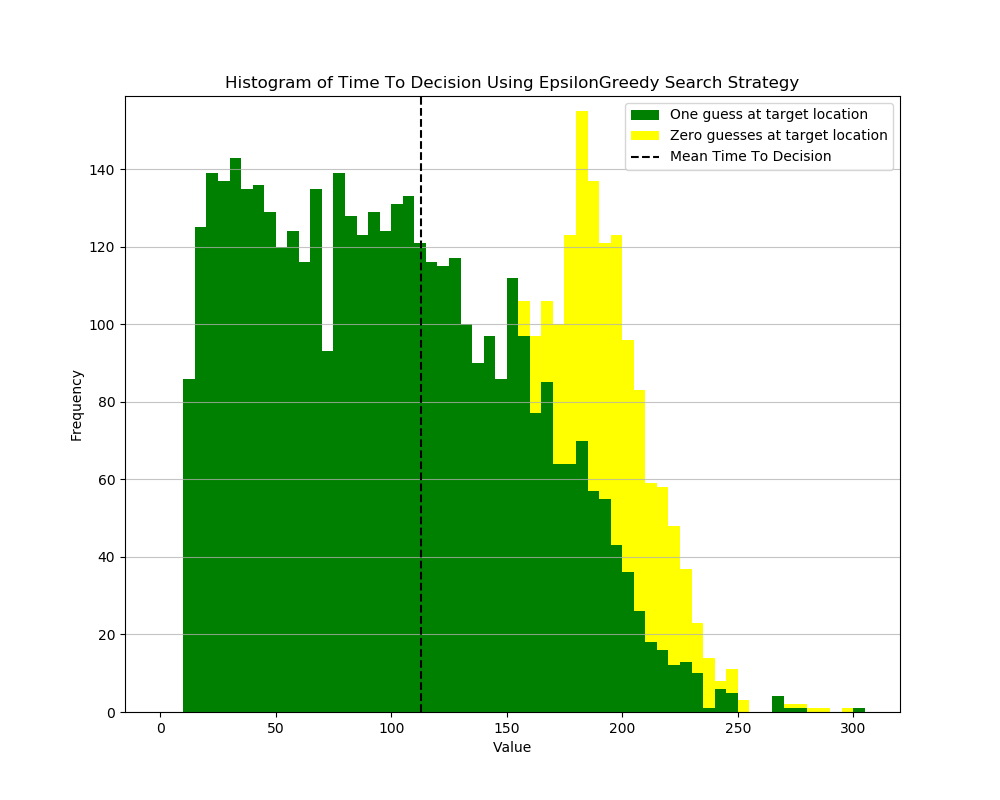 Histogram of Time To Decision Using EpsilonGreedy Search Strategy
One guess at target location
Zero guesses at target location
Mean Time To Decision
140
120
100
80
60
40
20
0
Frequency
0 50 100 150 200 250 300
Value